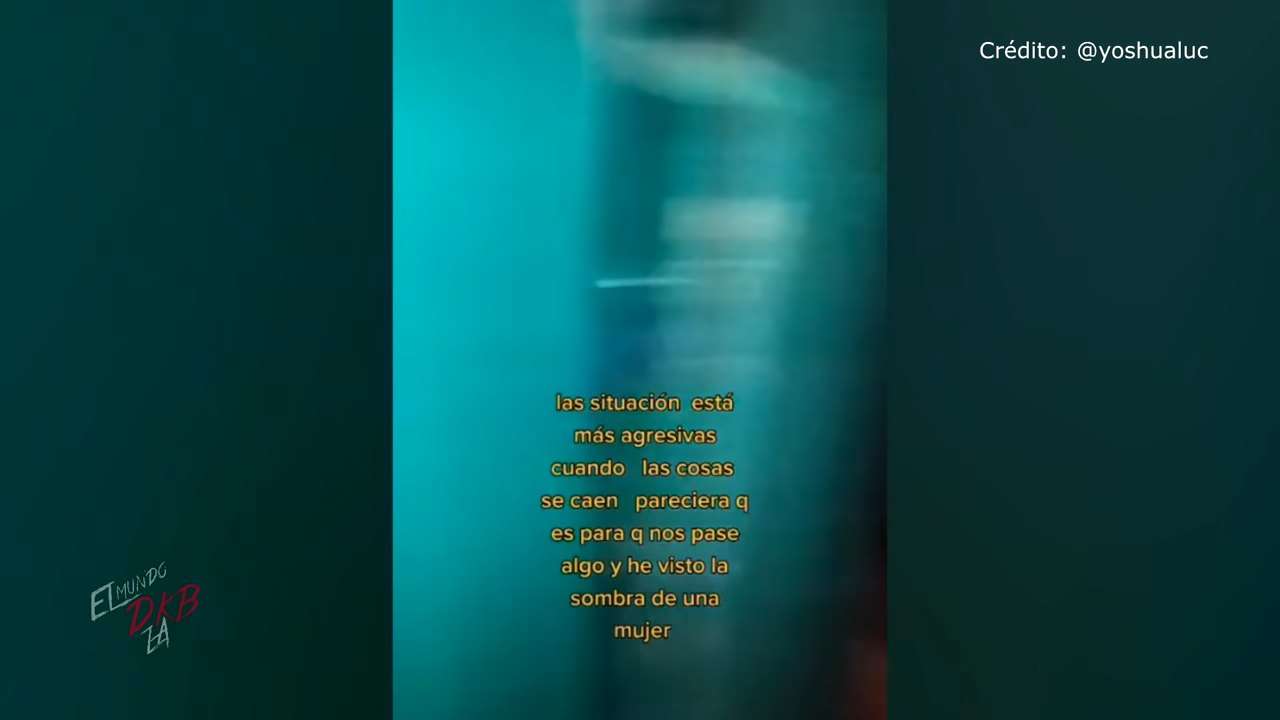 Crédito: @yoshualuc
las situación está
más agresivas
cuando las cosas
se caen pareciera q
es para q nos pase
algo y he visto la
sombra de una
mujer
EL MUNDO
DKB
ZA